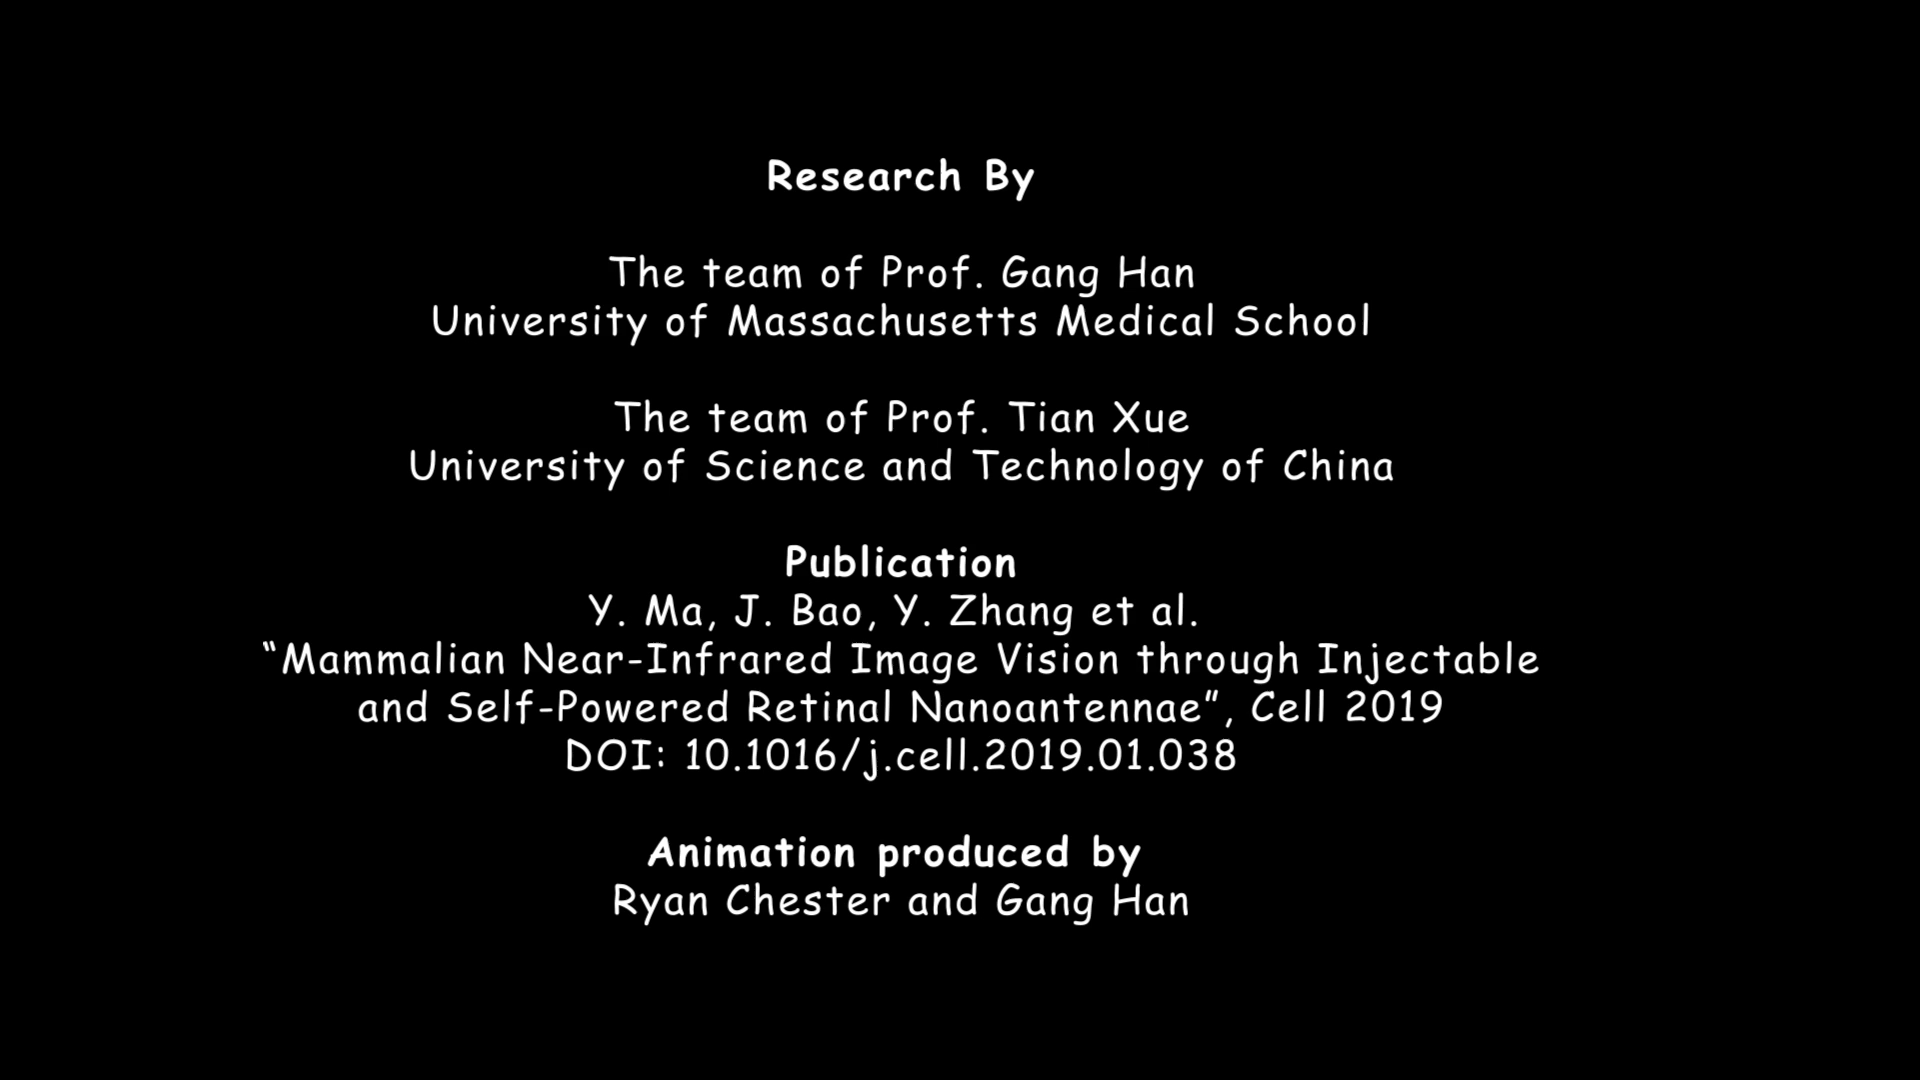 Research By
The team of Prof. Gang Han
University of Massachusetts Medical School
The team of Prof. Tian Xue
University of Science and Technology of China
Publication
Y. Ma, J. Bao, Y. Zhang et al.
“Mammalian Near-Infrared Image Vision through Injectable
and Self-Powered Retinal Nanoantennae”, Cell 2019
DOI: 10.1016/j.cell.2019.01.038
Animation produced by
Ryan Chester and Gang Han